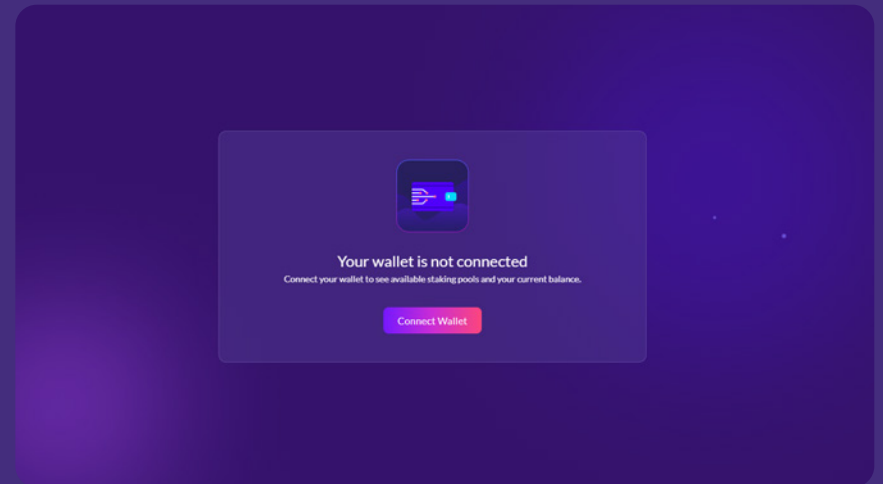 Your wallet is not connected
Connect your wallet to see available staking pools and your current balance.
Connect Wallet